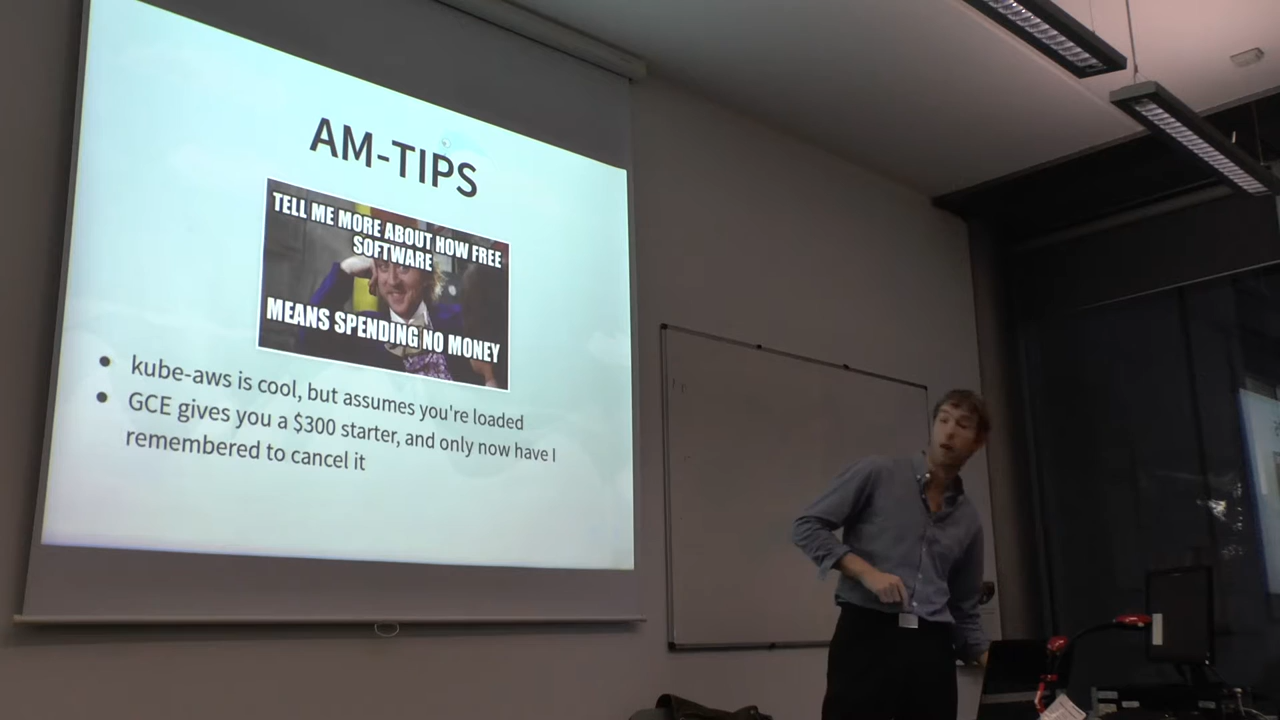 AM-TIPS
TELL ME MORE ABOUT HOW FREE
SOFTWARE
MEANS SPENDING NO MONEY
• kube-aws is cool, but assumes you're loaded
• GCE gives you a $300 starter, and only now have I
remembered to cancel it